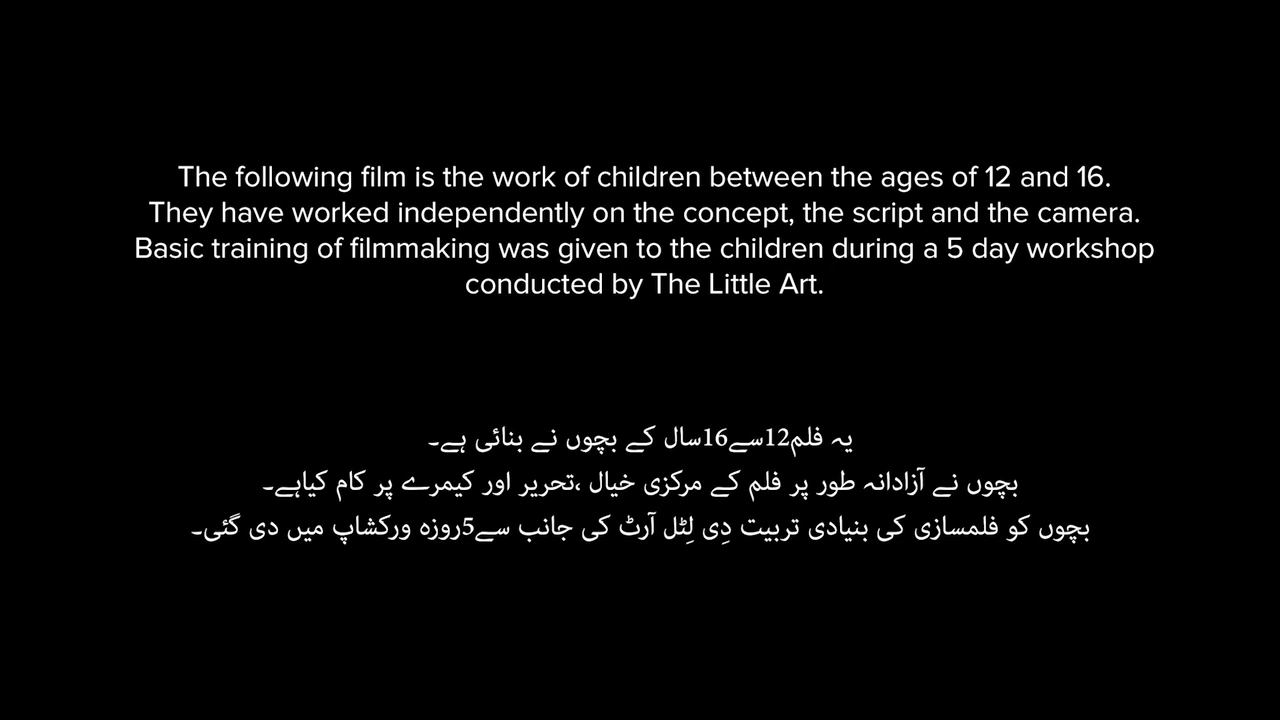 The following film is the work of children between the ages of 12 and 16.
They have worked independently on the concept, the script and the camera.
Basic training of filmmaking was given to the children during a 5 day workshop
conducted by The Little Art.
یہ فلم12سے16سال کے بچوں نے بنائی ہے۔
بچوں نے آزادانہ طور پر فلم کے مرکزی خیال ،تحریر اور کیمرے پر کام کیاہے۔
بچوں کو فلمسازی کی بنیادی تربیت دِی لِٹل آرٹ کی جانب سے5روزہ ورکشاپ میں دی گئی۔